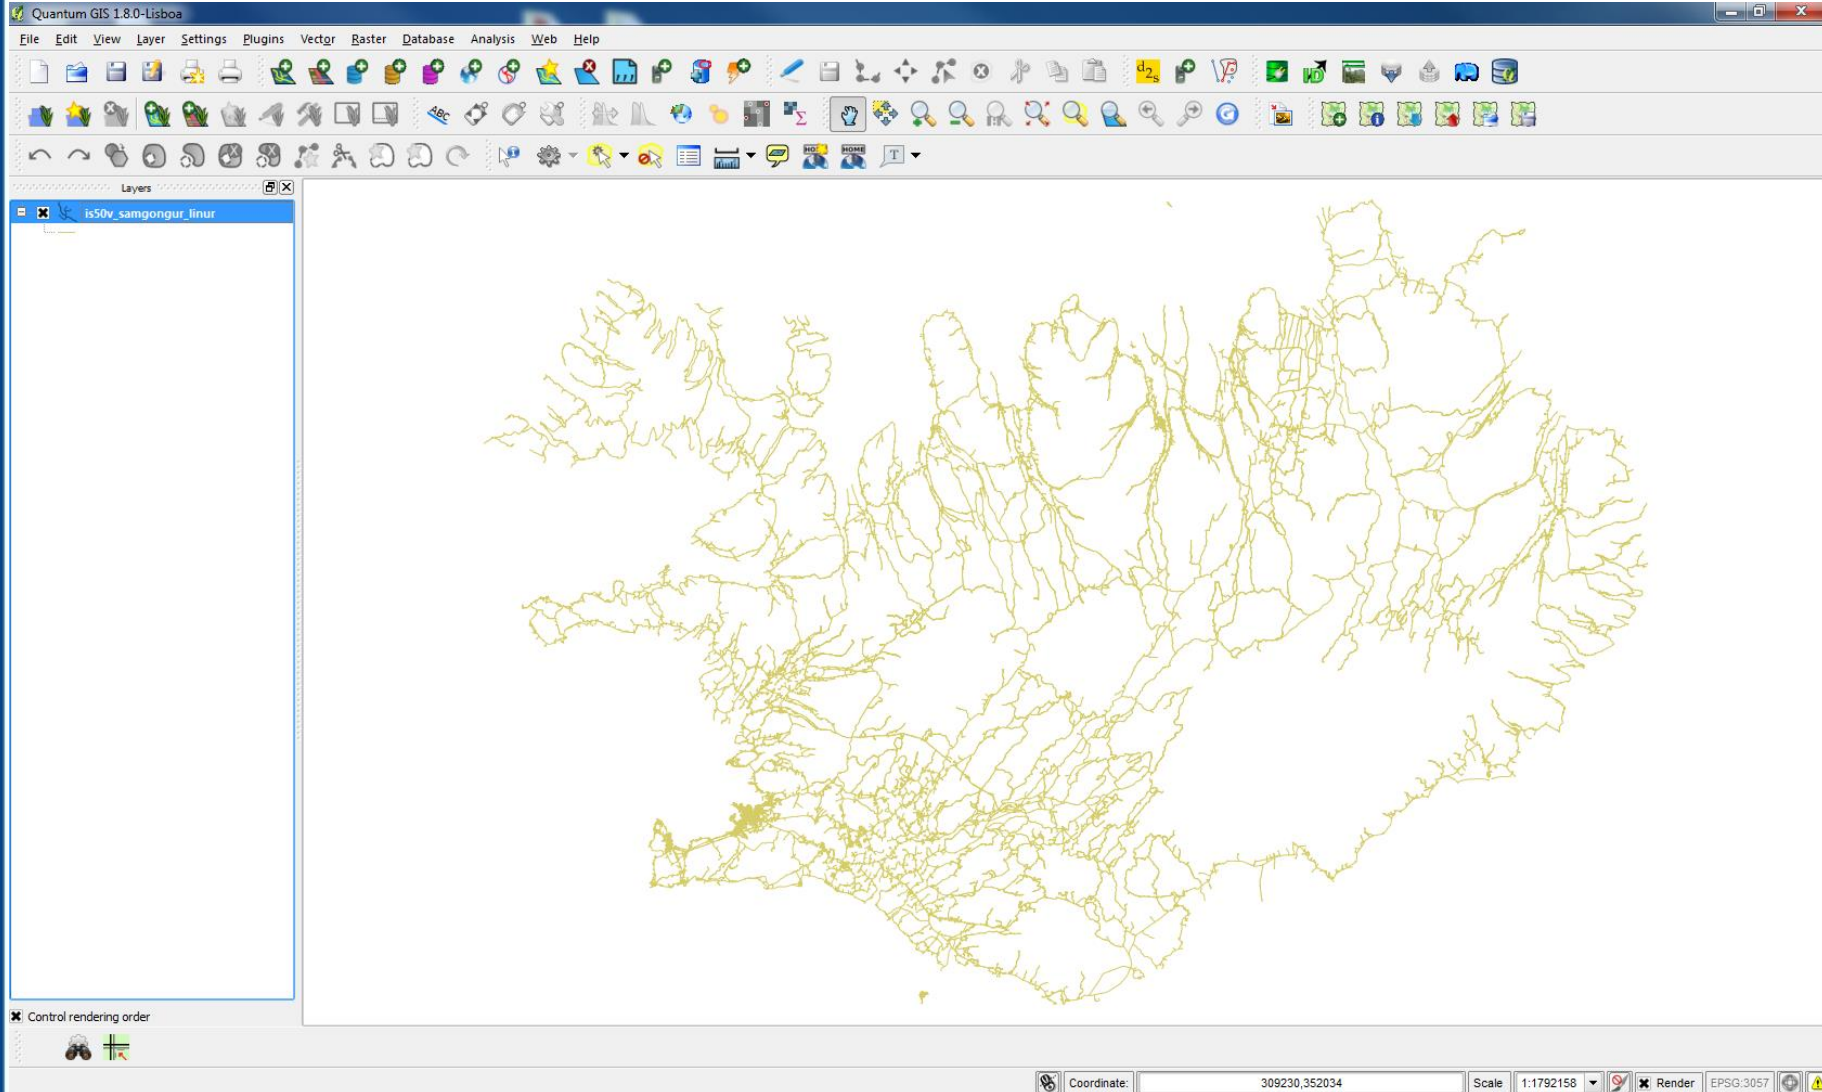 Quantum GIS 1.8.0-Lisboa
File Edit View Layer Settings Plugins Vector Raster Database Analysis Web Help
Layers
is50v_samgongur_linur
Control rendering order
Coordinate: 309230,352034 Scale 1:1792158 Render EPSG:3057